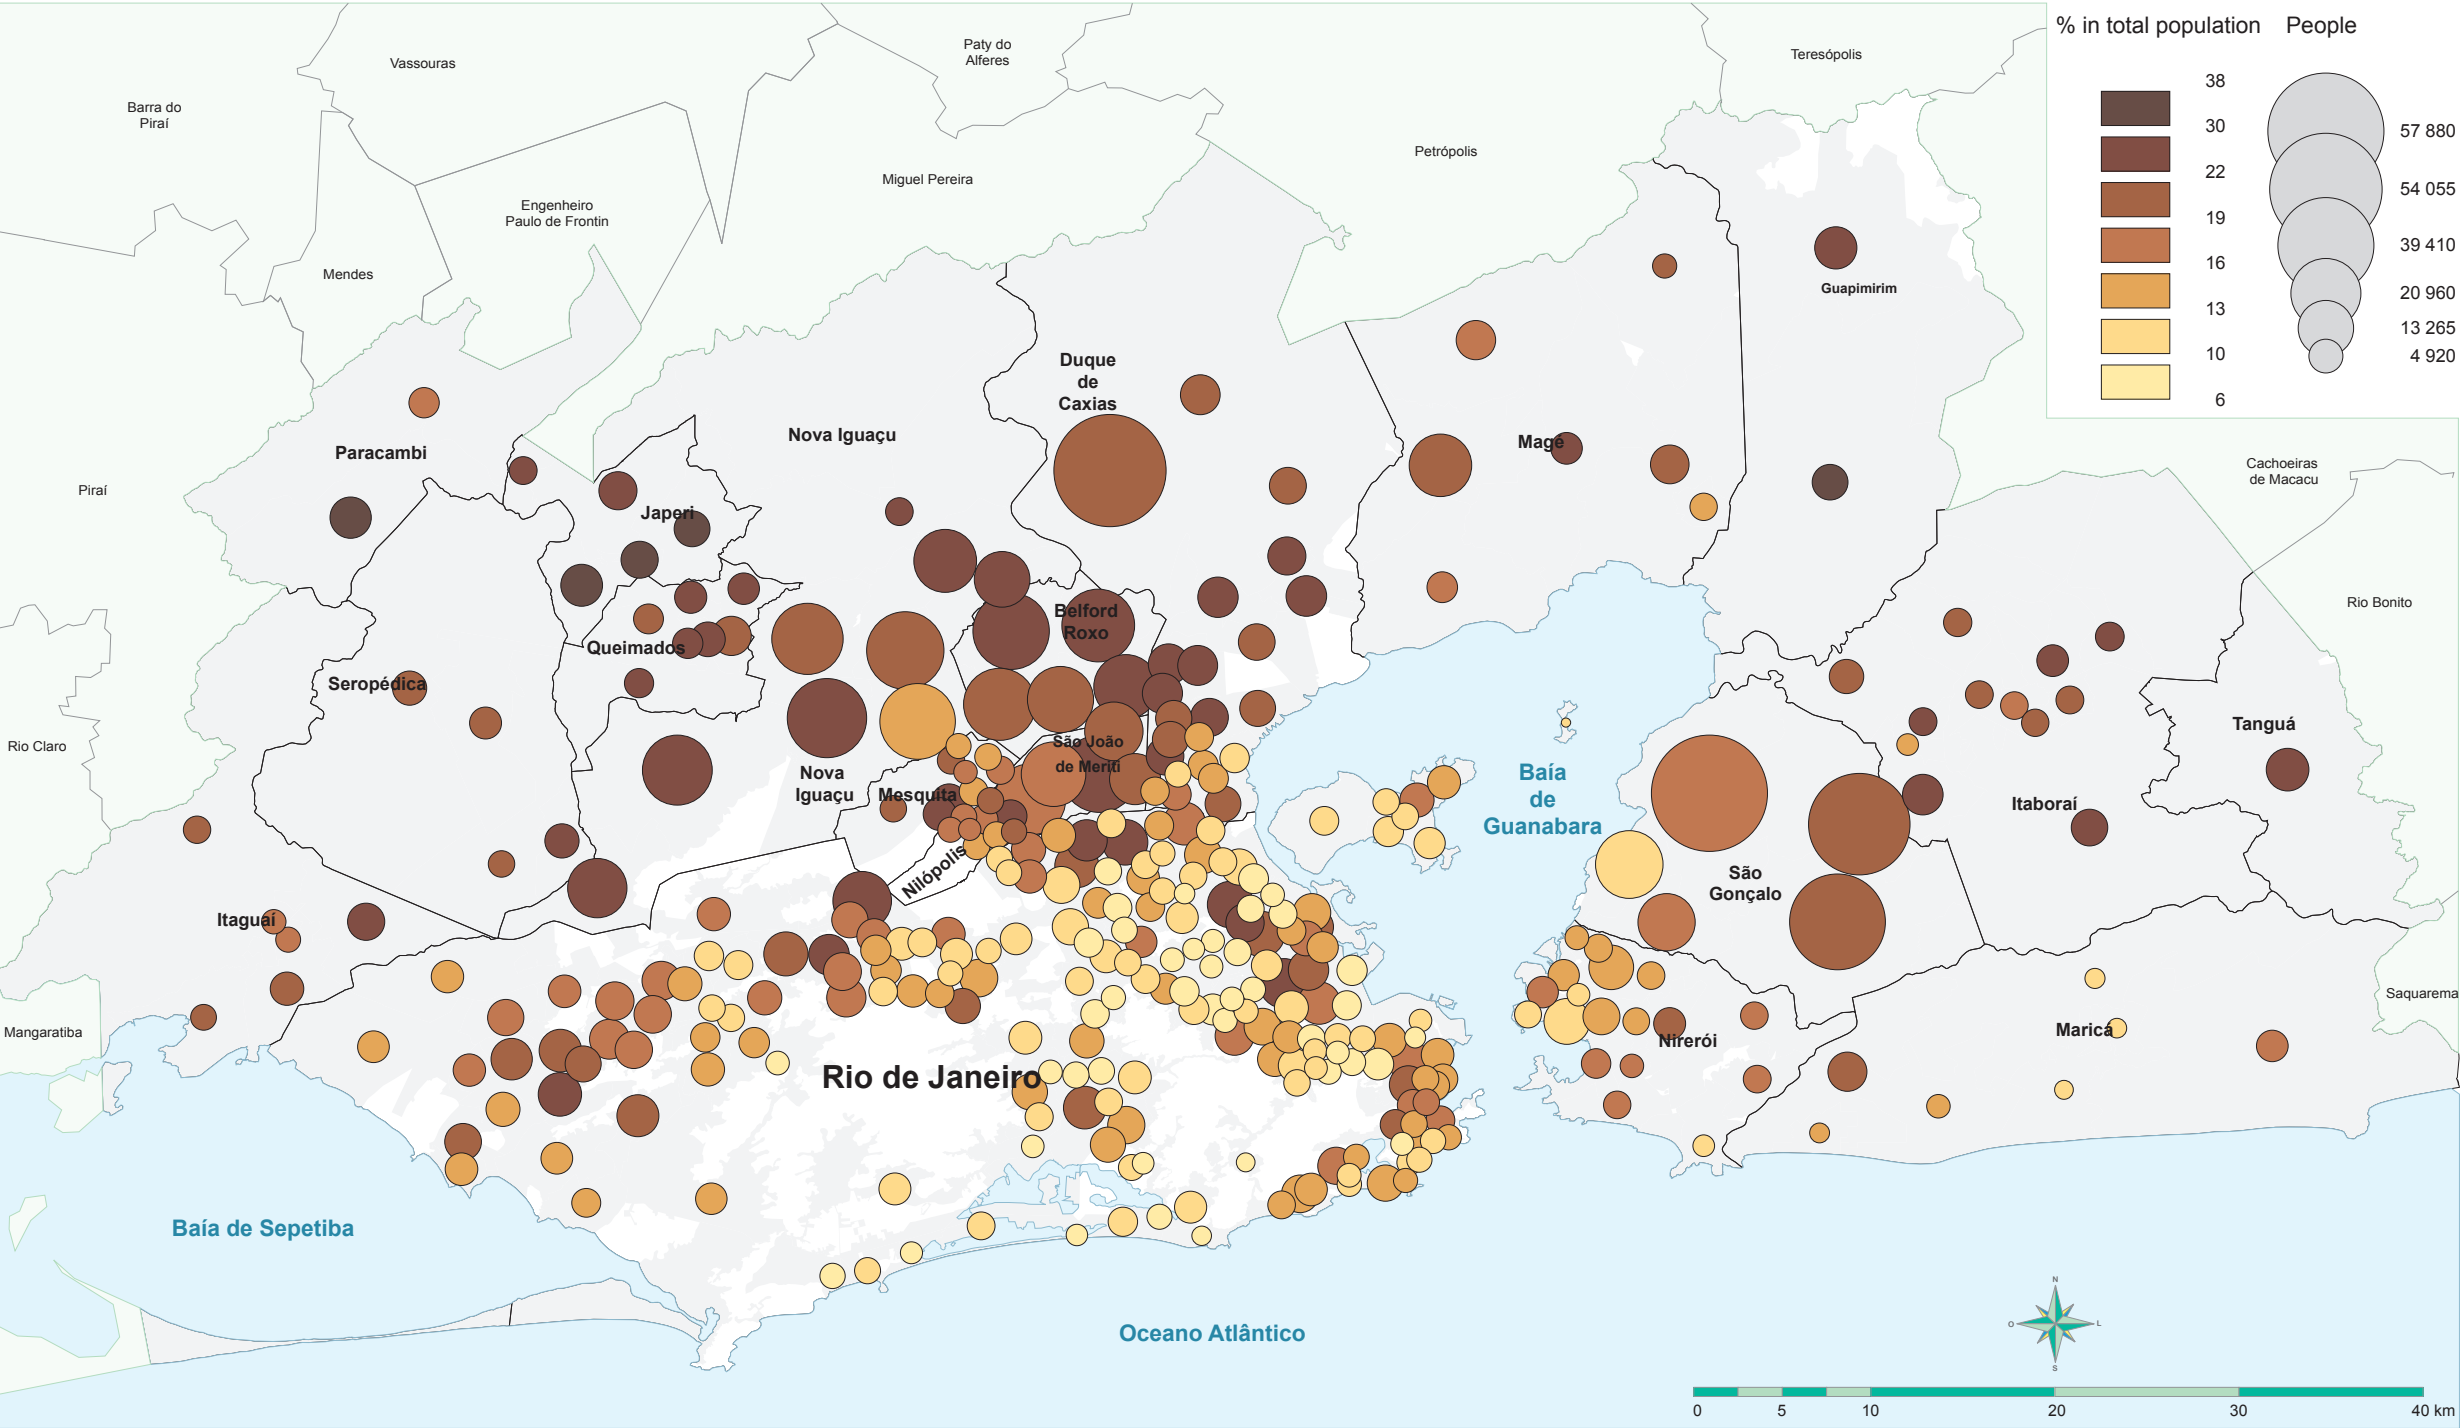 % in total population
People
38
30
22
19
16
13
10
6
57 880
54 055
39 410
20 960
13 265
4 920
Vassouras
Paty do
Alferes
Teresópolis
Barra do
Piraí
Petrópolis
Miguel Pereira
Engenheiro
Paulo de Frontin
Mendes
Guapimirim
Duque
de
Caxias
Nova Iguaçu
Magé
Paracambi
Cachoeiras
de Macacu
Piraí
Japeri
Belford
Roxo
Rio Bonito
Queimados
Seropédica
Tanguá
Rio Claro
São João
de Meriti
Nova
Iguaçu
Mesquita
Baía
de
Guanabara
Itaboraí
São
Gonçalo
Nilópolis
Itaguaí
Saquarema
Mangaratiba
Maricá
Nirerói
Rio de Janeiro
Baía de Sepetiba
Oceano Atlântico
N
O
L
S
0 5 10 20 30 40 km